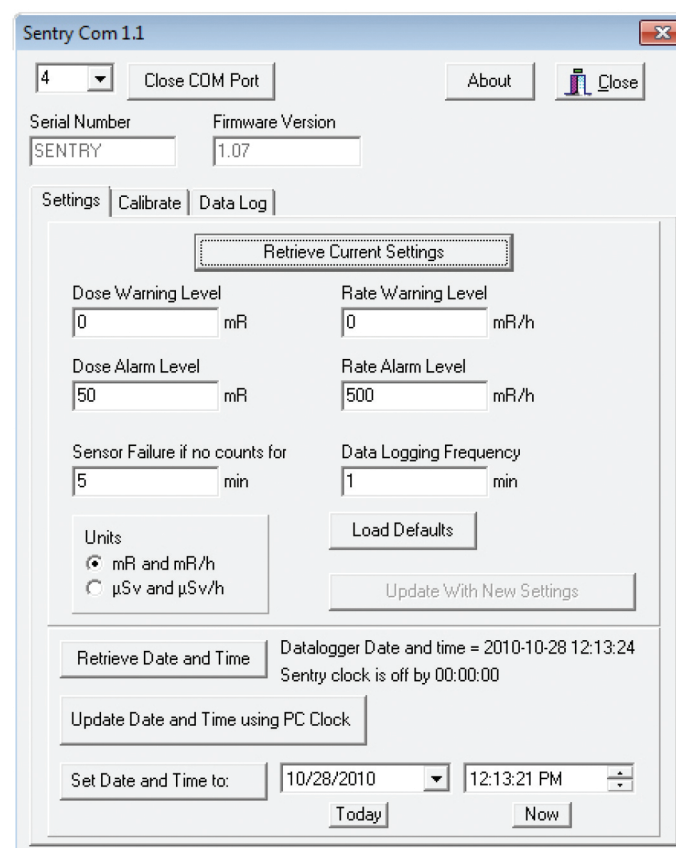 Sentry Com 1.1
4 Close COM Port About Close
Serial Number Firmware Version
SENTRY 1.07
Settings Calibrate Data Log
Retrieve Current Settings
Dose Warning Level Rate Warning Level
0 mR 0 mR/h
Dose Alarm Level Rate Alarm Level
50 mR 500 mR/h
Sensor Failure if no counts for Data Logging Frequency
5 min 1 min
Units Load Defaults
mR and mR/h
µSv and µSv/h Update With New Settings
Retrieve Date and Time Datalogger Date and time = 2010-10-28 12:13:24
Sentry clock is off by 00:00:00
Update Date and Time using PC Clock
Set Date and Time to: 10/28/2010 12:13:21 PM
Today Now